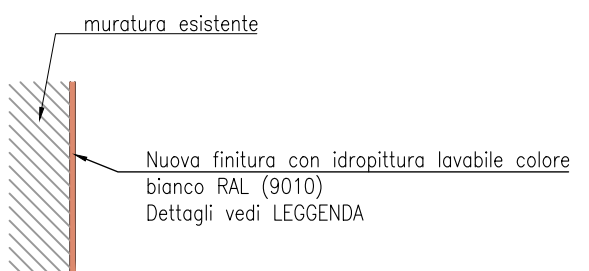 muratura esistente
Nuova finitura con idropittura lavabile colore
bianco RAL (9010)
Dettagli vedi LEGGENDA